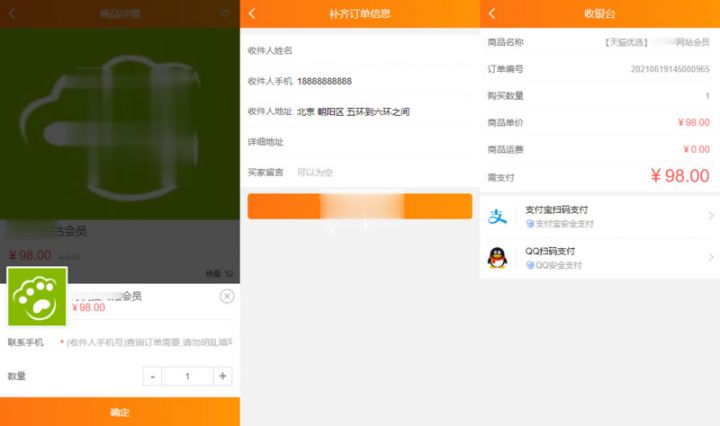 商品详情
站会员
￥98.00 ￥0.00
销量: 52
网站会员
￥98.00
联系手机 * (收件人手机号)查询订单需要,请勿胡乱填写
数量 - 1 +
确定
补齐订单信息
收件人姓名
收件人手机 18888888888
收件人地址 北京 朝阳区 五环到六环之间
详细地址
买家留言 可以为空
收银台
商品名称 【天猫优选】 网站会员
订单编号 20210619145000965
购买数量 1
商品单价 ￥98.00
商品运费 ￥0.00
需支付 ￥98.00
支付宝扫码支付
支付宝安全支付
QQ扫码支付
QQ安全支付